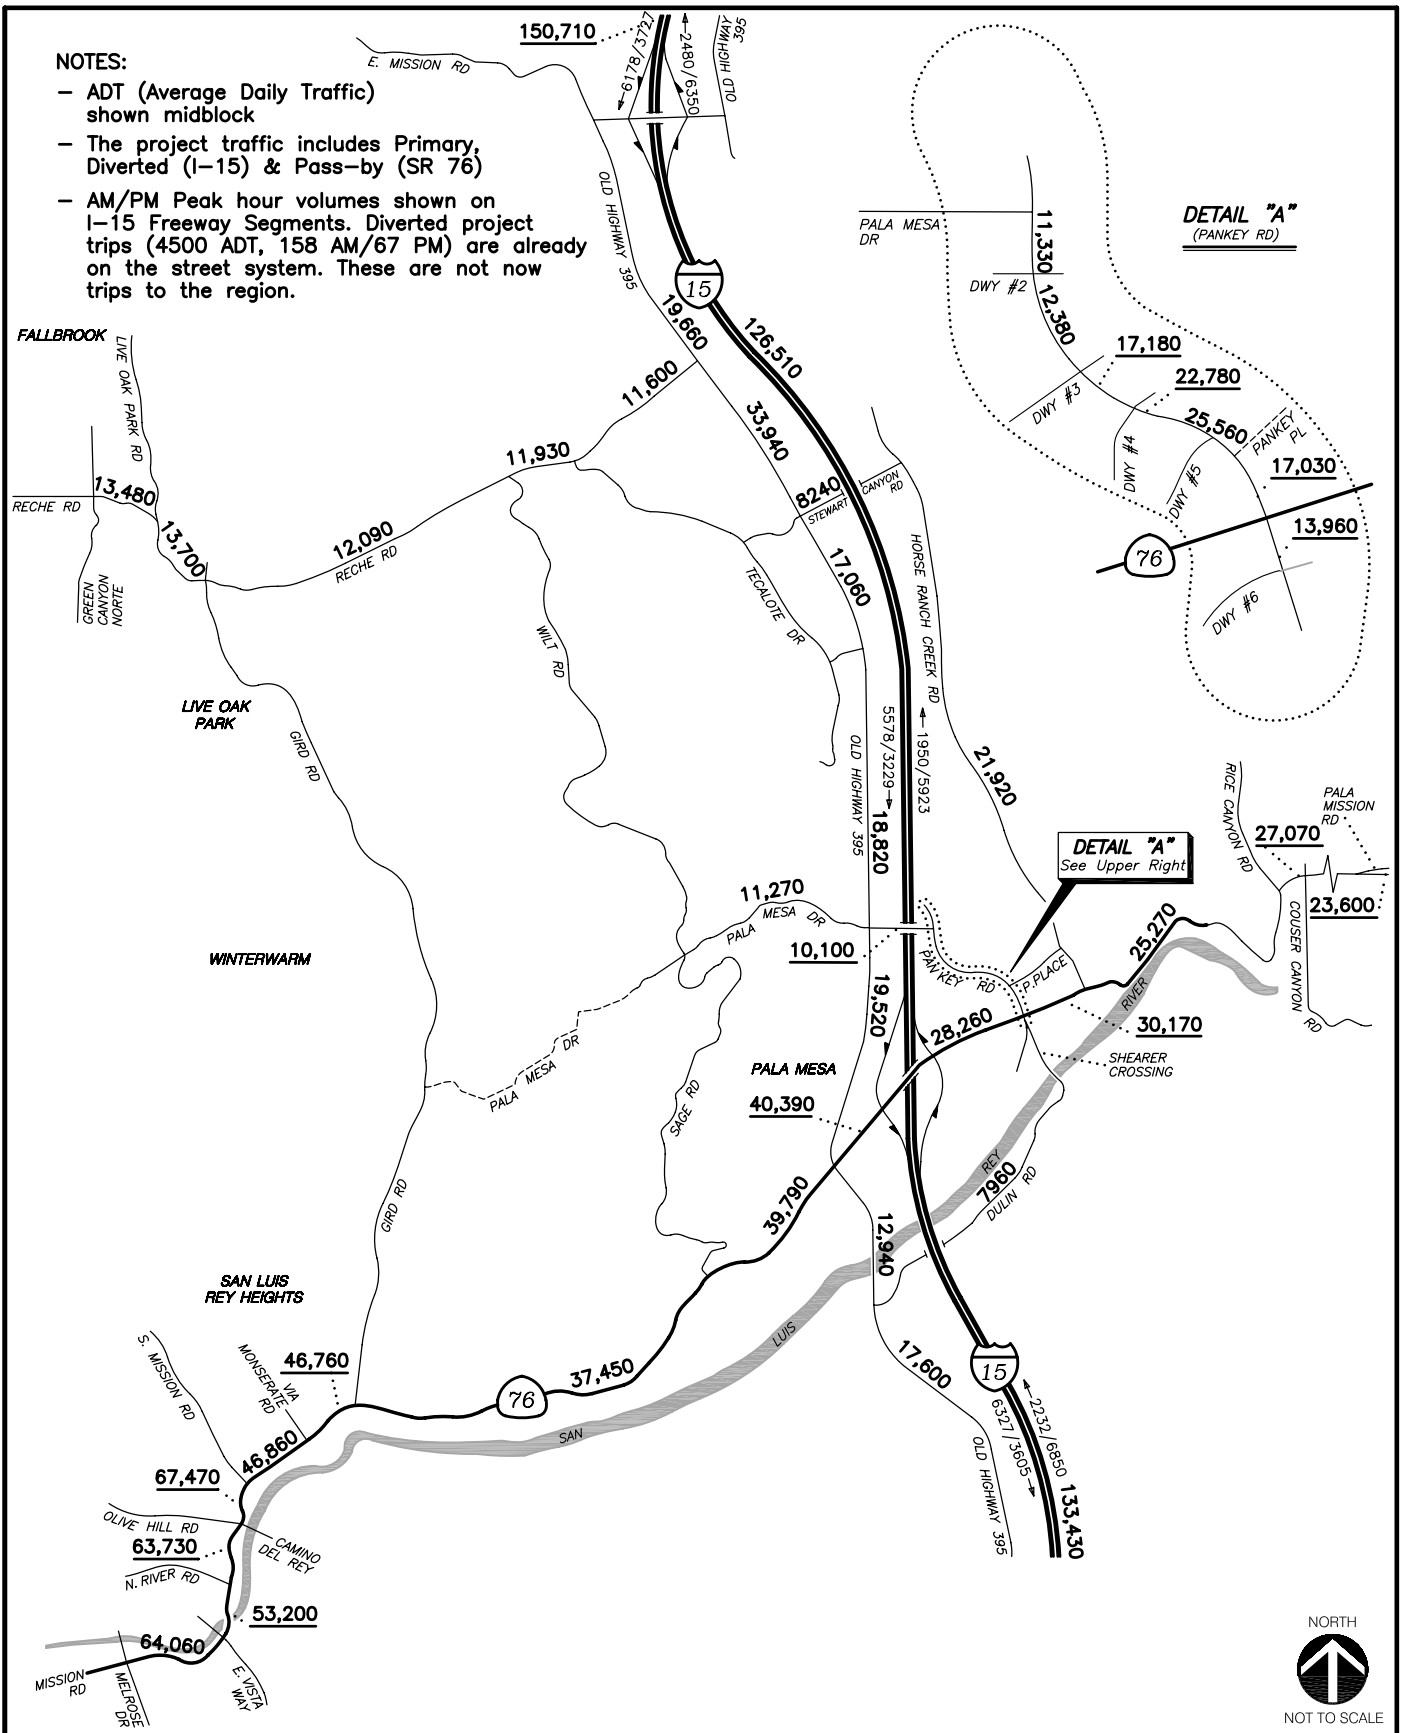 150,710
←6178/3727
←2480/6350
OLD HIGHWAY
395
E. MISSION RD
NOTES:
– ADT (Average Daily Traffic)
shown midblock
– The project traffic includes Primary,
Diverted (I–15) & Pass–by (SR 76)
– AM/PM Peak hour volumes shown on
I–15 Freeway Segments. Diverted project
trips (4500 ADT, 158 AM/67 PM) are already
on the street system. These are not now
trips to the region.
OLD HIGHWAY 395
15
DETAIL "A"
(PANKEY RD)
PALA MESA
DR
11,330
DWY #2
12,380
17,180
DWY #3
22,780
DWY #4
25,560
DWY #5
PANKEY
PL
17,030
13,960
76
DWY #6
FALLBROOK
LIVE OAK PARK RD
19,660
126,510
11,600
33,940
11,930
RECHE RD
13,480
13,700
12,090
RECHE RD
GREEN
CANYON
NORTE
8240
STEWART
CANYON
RD
17,060
TECALOTE DR
WILT RD
HORSE RANCH CREEK RD
LIVE OAK
PARK
GIRD RD
OLD HIGHWAY 395
5578/3229→
←1950/5923
18,820
21,920
RICE CANYON RD
PALA
MISSION
RD
27,070
23,600
COUSER CANYON RD
DETAIL "A"
See Upper Right
11,270
PALA MESA DR
10,100
PANKEY RD
P.PLACE
25,270
WINTERWARM
19,520
28,260
30,170
RIVER
SHEARER
CROSSING
PALA MESA DR
PALA MESA
40,390
SAGE RD
GIRD RD
39,790
REY
7960
DULIN RD
12,940
SAN LUIS
REY HEIGHTS
LUIS
S. MISSION RD
MONSERATE
VIA
RD
46,760
76
37,450
17,600
15
SAN
46,860
67,470
OLD HIGHWAY 395
6327/3605→
←2232/6850
133,430
OLIVE HILL RD
63,730
CAMINO
DEL REY
N. RIVER RD
53,200
64,060
MISSION
RD
MELROSE
DR
E. VISTA
WAY
NORTH
NOT TO SCALE